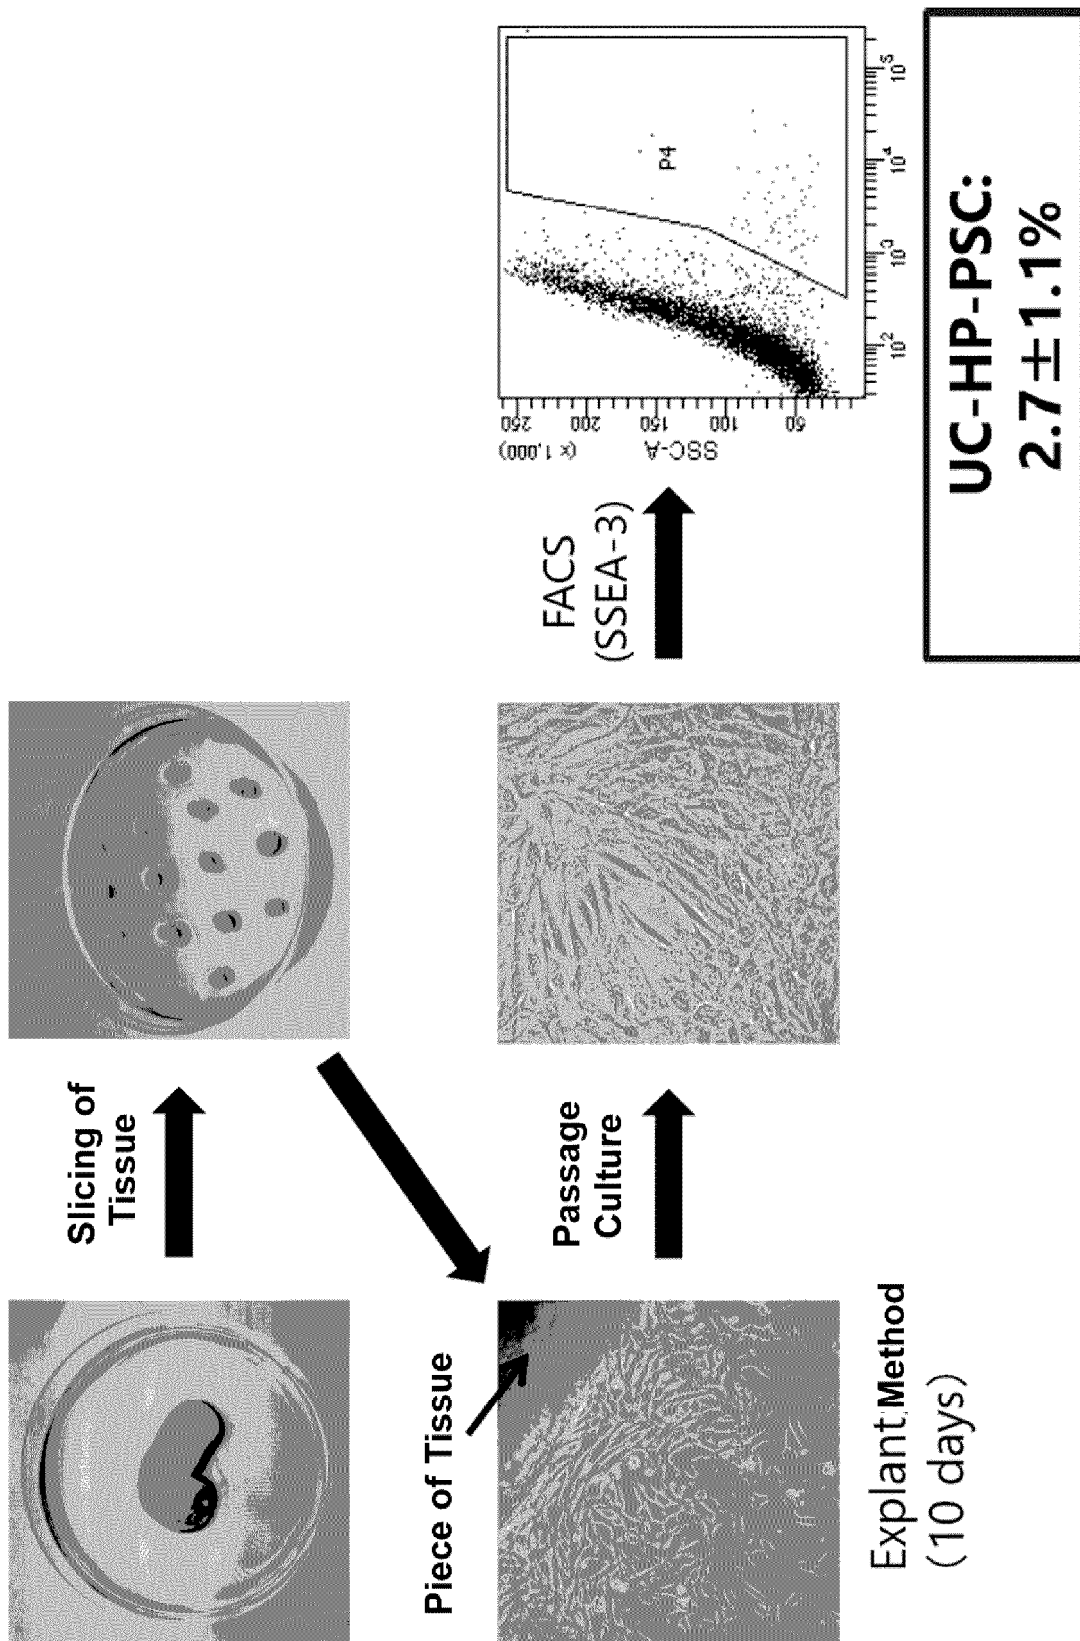 Slicing of
Tissue
Piece of Tissue
Passage
Culture
FACS
(SSEA-3)
(x 1,000)
SSC-A
250
200
150
100
50
P4
10²
10³
10⁴
10⁵
Explant Method
(10 days)
UC-HP-PSC:
2.7±1.1%